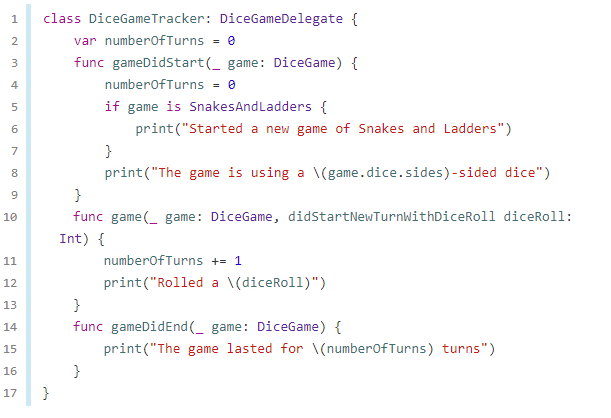 1 class DiceGameTracker: DiceGameDelegate {
2 var numberOfTurns = 0
3 func gameDidStart(_ game: DiceGame) {
4 numberOfTurns = 0
5 if game is SnakesAndLadders {
6 print("Started a new game of Snakes and Ladders")
7 }
8 print("The game is using a \(game.dice.sides)-sided dice")
9 }
10 func game(_ game: DiceGame, didStartNewTurnWithDiceRoll diceRoll:
Int) {
11 numberOfTurns += 1
12 print("Rolled a \(diceRoll)")
13 }
14 func gameDidEnd(_ game: DiceGame) {
15 print("The game lasted for \(numberOfTurns) turns")
16 }
17 }